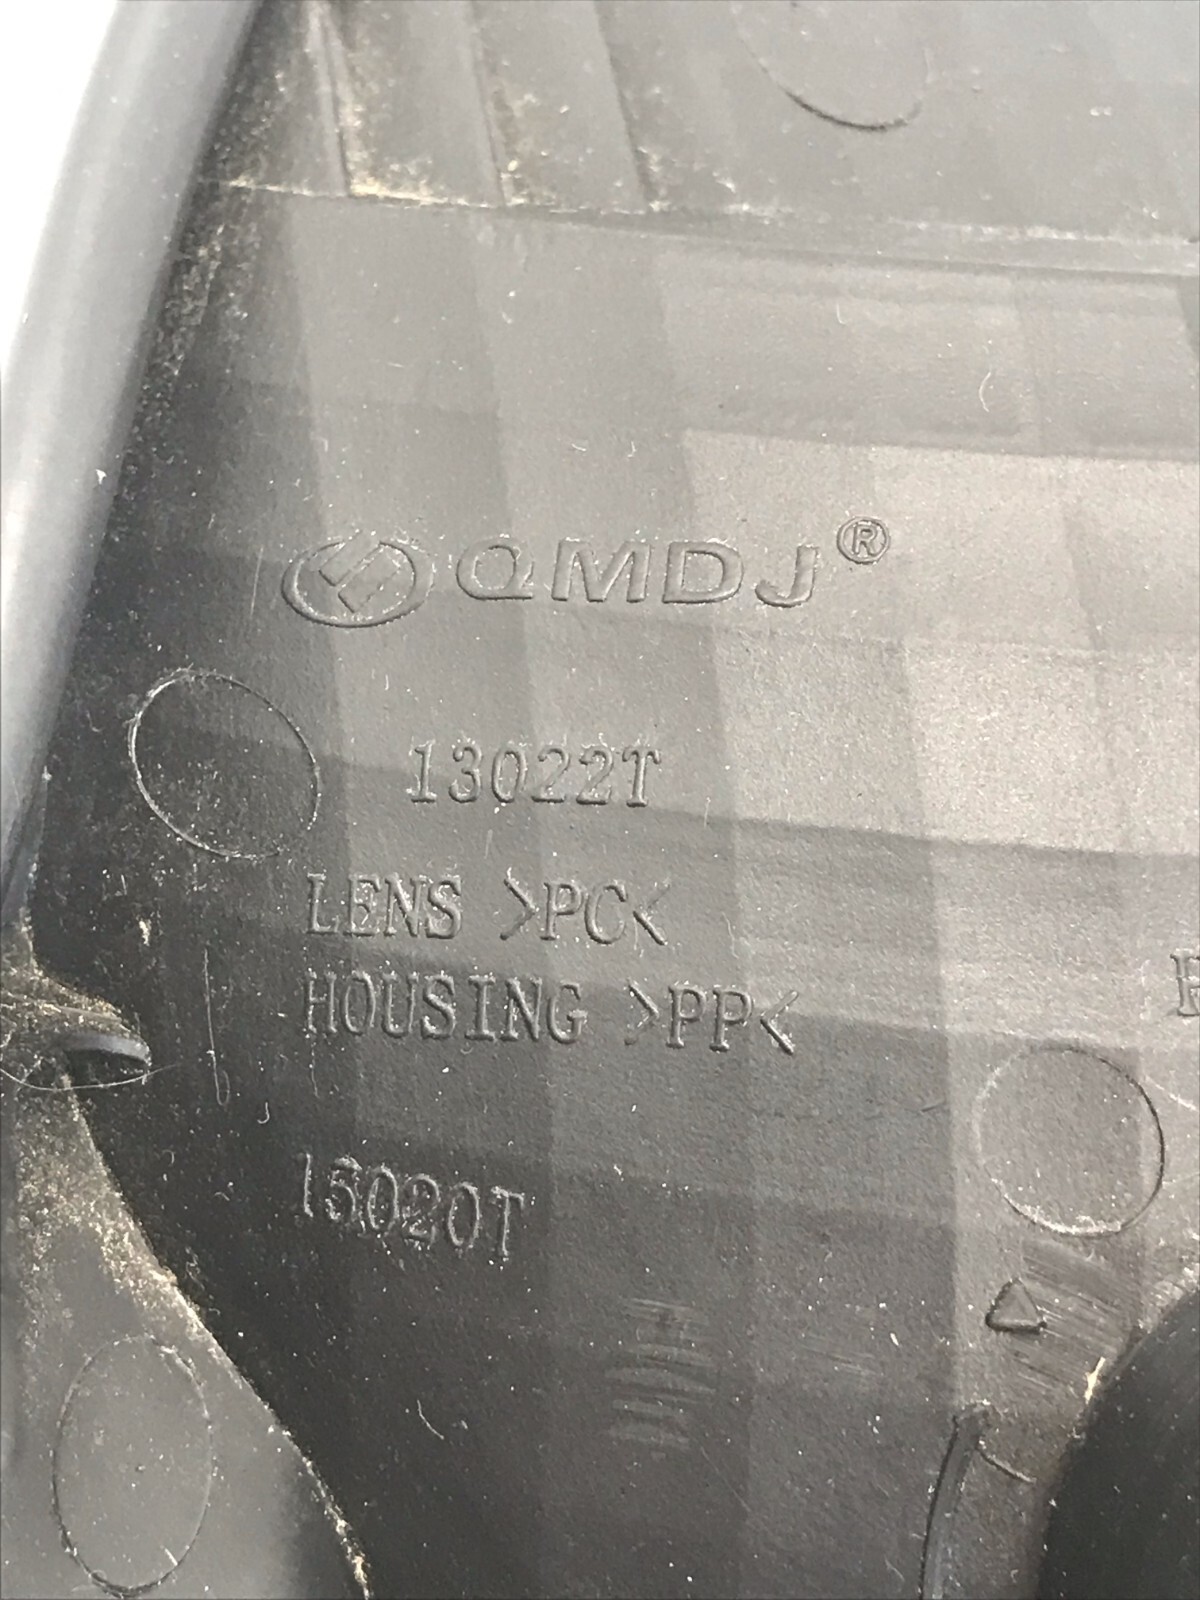 QMDJ®
13022T
LENS >PC<
HOUSING >PP<
15020T